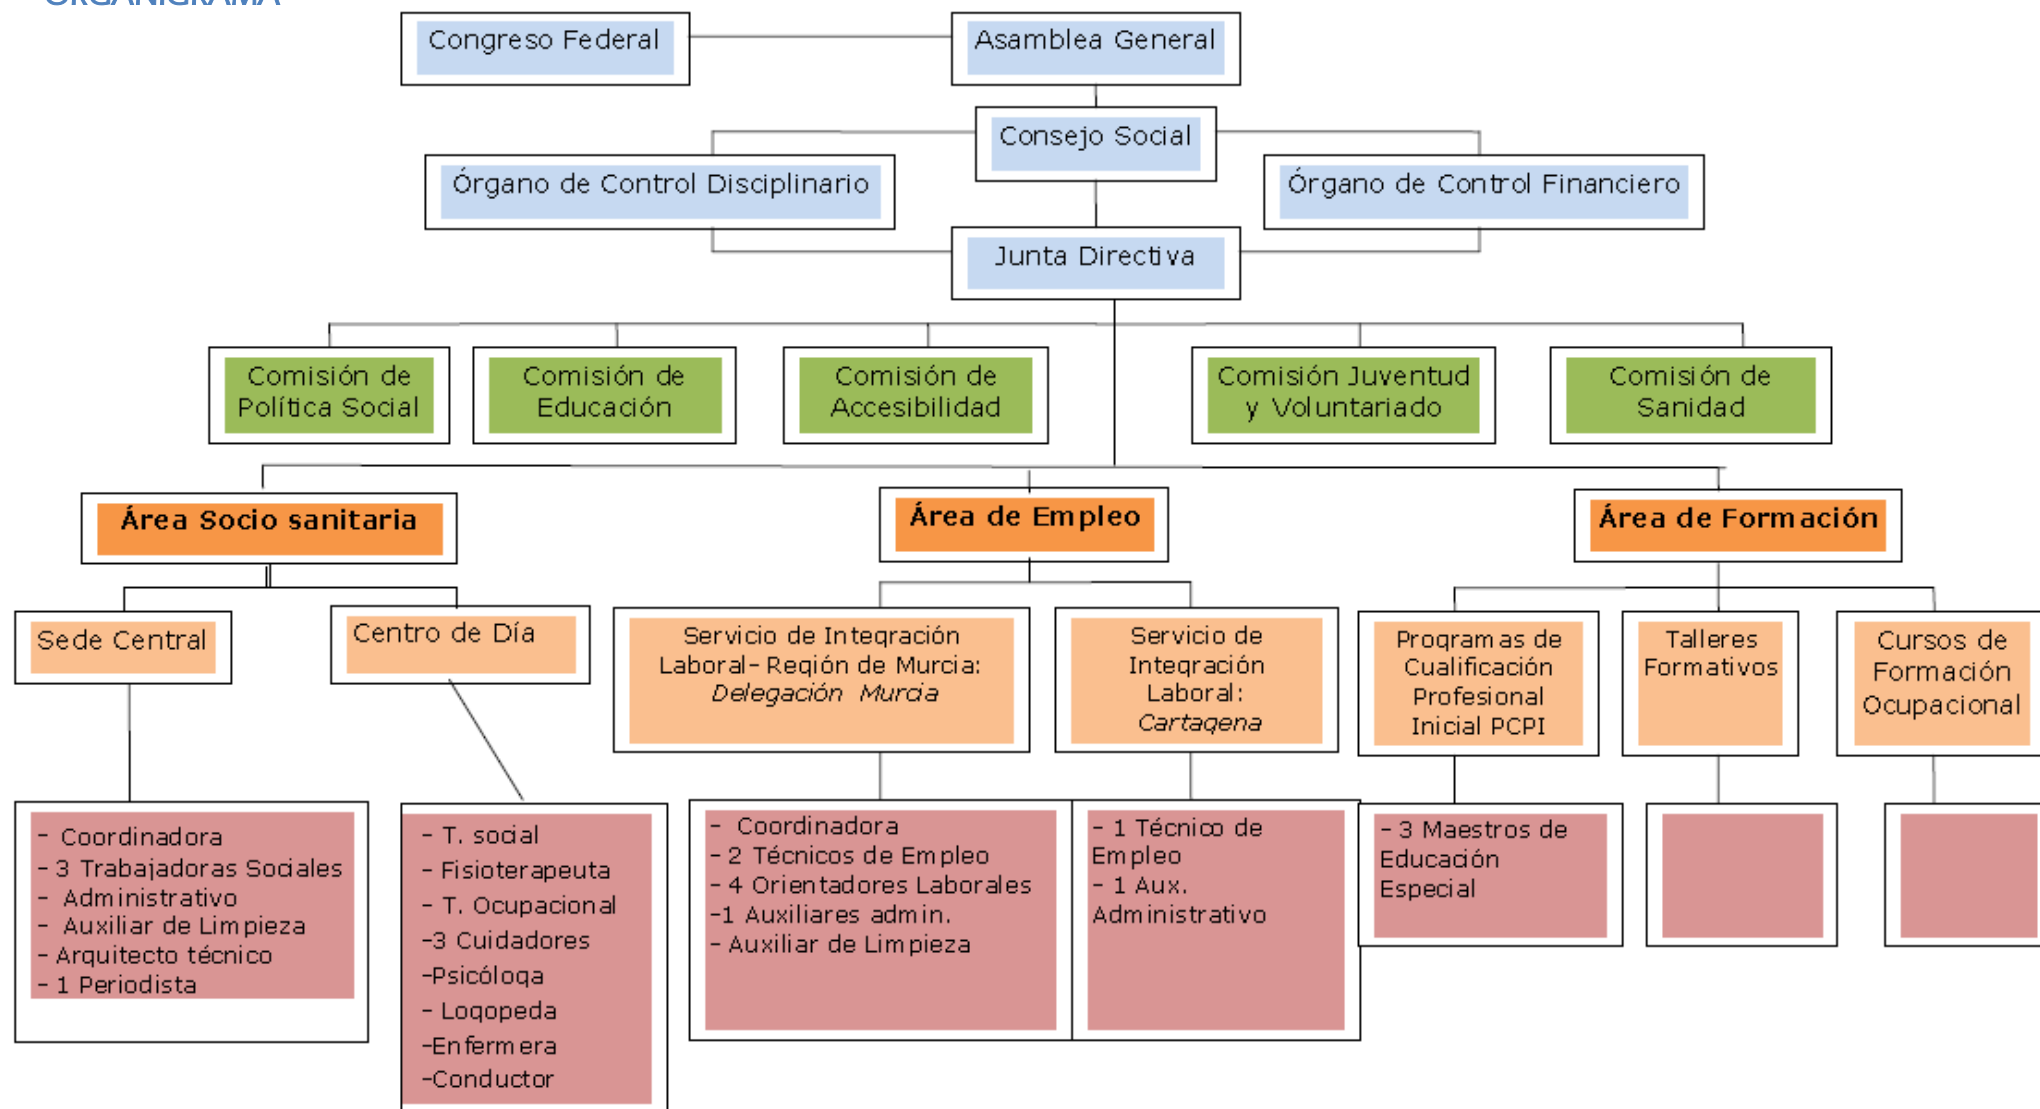 ORGANIGRAMA
Congreso Federal
Asamblea General
Consejo Social
Órgano de Control Disciplinario
Órgano de Control Financiero
Junta Directiva
Comisión de
Política Social
Comisión de
Educación
Comisión de
Accesibilidad
Comisión Juventud
y Voluntariado
Comisión de
Sanidad
Área Socio sanitaria
Área de Empleo
Área de Formación
Sede Central
Centro de Día
Servicio de Integración
Laboral-Región de Murcia:
Delegación Murcia
Servicio de
Integración
Laboral:
Cartagena
Programas de
Cualificación
Profesional
Inicial PCPI
Talleres
Formativos
Cursos de
Formación
Ocupacional
- Coordinadora
- 3 Trabajadoras Sociales
- Administrativo
- Auxiliar de Limpieza
- Arquitecto técnico
- 1 Periodista
- T. social
- Fisioterapeuta
- T. Ocupacional
-3 Cuidadores
-Psicóloga
- Logopeda
-Enfermera
-Conductor
- Coordinadora
- 2 Técnicos de Empleo
- 4 Orientadores Laborales
-1 Auxiliares admin.
- Auxiliar de Limpieza
- 1 Técnico de
Empleo
- 1 Aux.
Administrativo
- 3 Maestros de
Educación
Especial